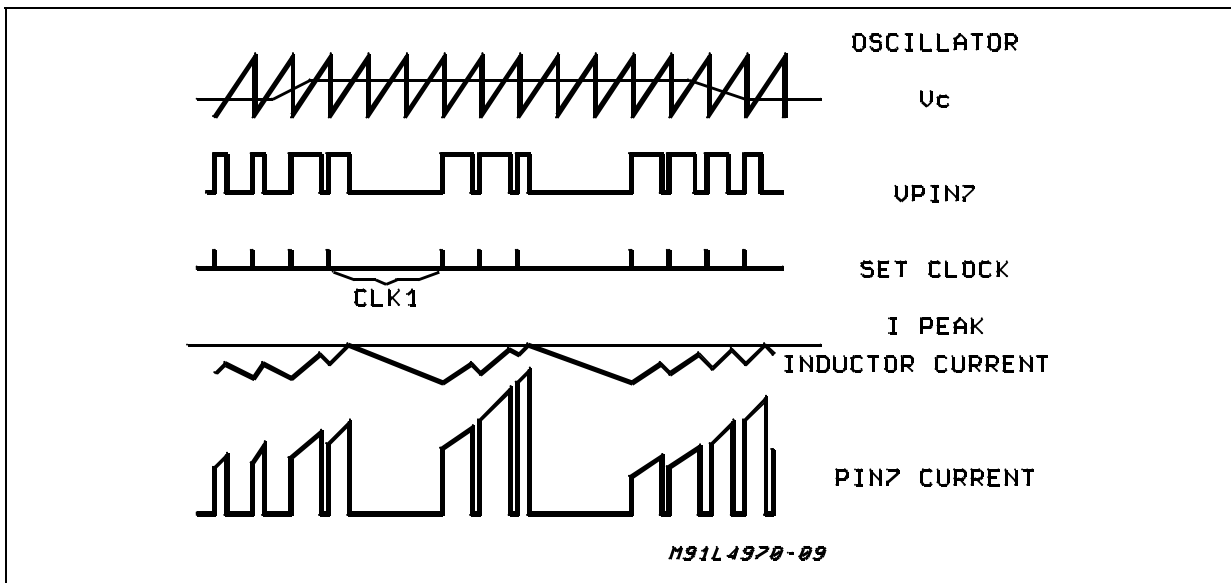 OSCILLATOR
Vc
VPIN7
SET CLOCK
CLK1
I PEAK
INDUCTOR CURRENT
PIN7 CURRENT
M91L4970-09